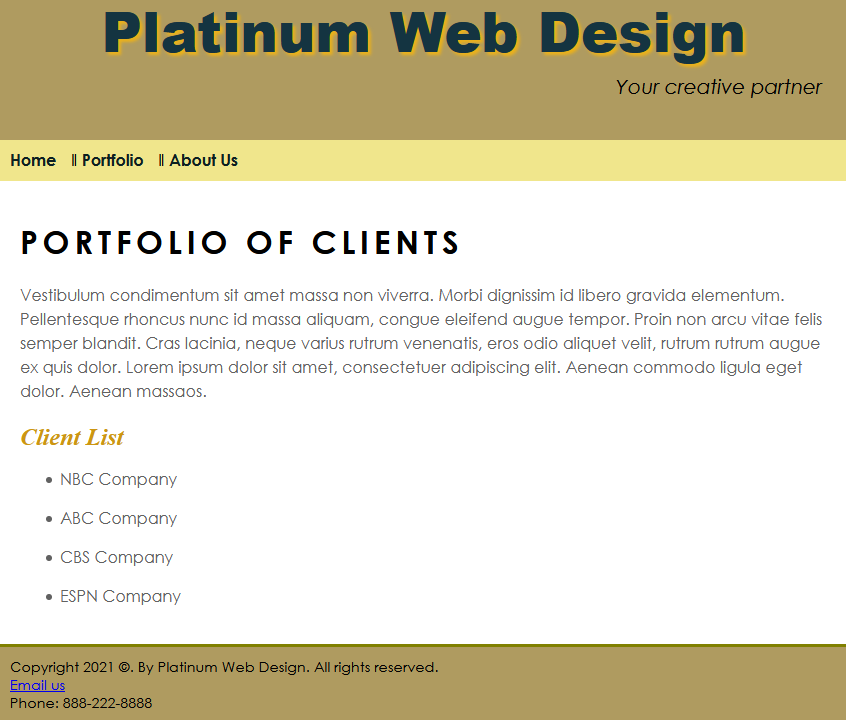 Platinum Web Design
Your creative partner
Home || Portfolio || About Us
PORTFOLIO OF CLIENTS
Vestibulum condimentum sit amet massa non viverra. Morbi dignissim id libero gravida elementum.
Pellentesque rhoncus nunc id massa aliquam, congue eleifend augue tempor. Proin non arcu vitae felis
semper blandit. Cras lacinia, neque varius rutrum venenatis, eros odio aliquet velit, rutrum rutrum augue
ex quis dolor. Lorem ipsum dolor sit amet, consectetuer adipiscing elit. Aenean commodo ligula eget
dolor. Aenean massaos.
Client List
• NBC Company
• ABC Company
• CBS Company
• ESPN Company
Copyright 2021 ©. By Platinum Web Design. All rights reserved.
Email us
Phone: 888-222-8888